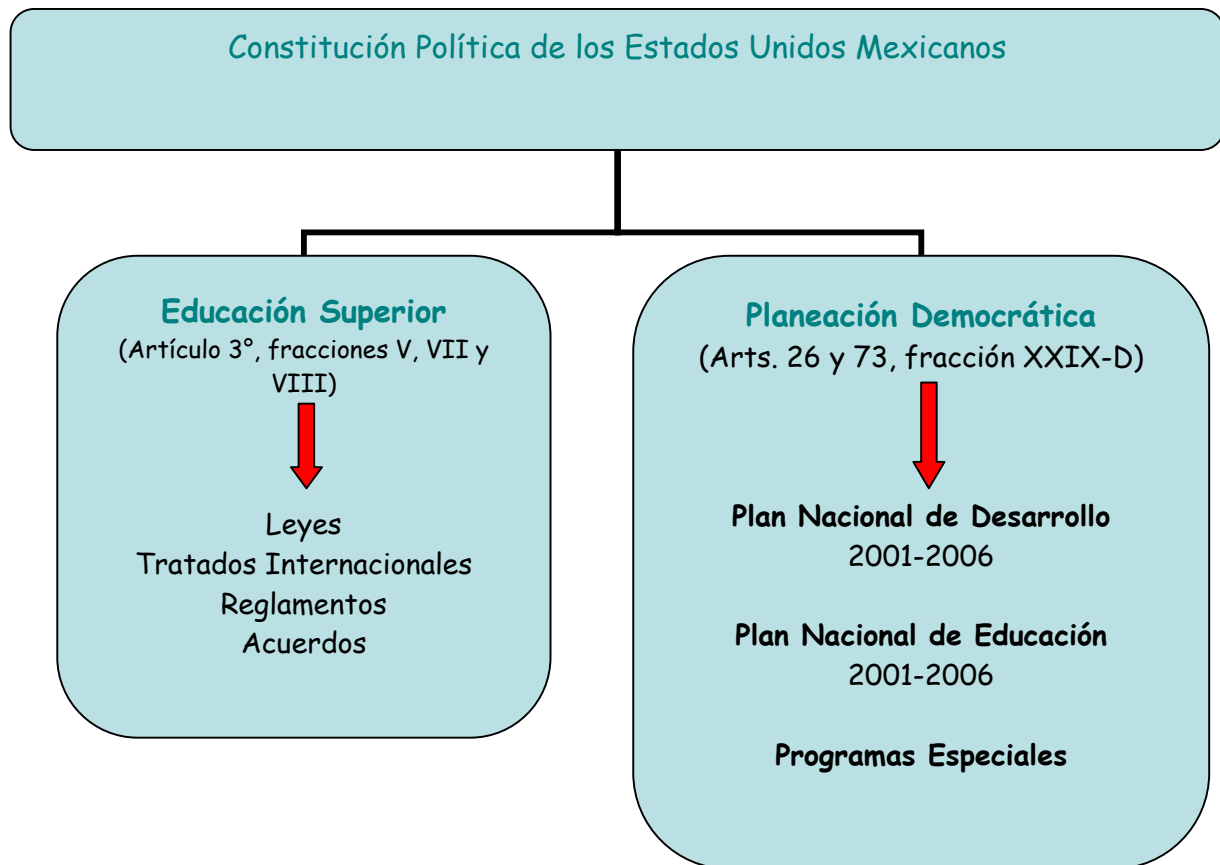 Constitución Política de los Estados Unidos Mexicanos
Educación Superior
(Artículo 3°, fracciones V, VII y
VIII)
Leyes
Tratados Internacionales
Reglamentos
Acuerdos
Planeación Democrática
(Arts. 26 y 73, fracción XXIX-D)
Plan Nacional de Desarrollo
2001-2006
Plan Nacional de Educación
2001-2006
Programas Especiales